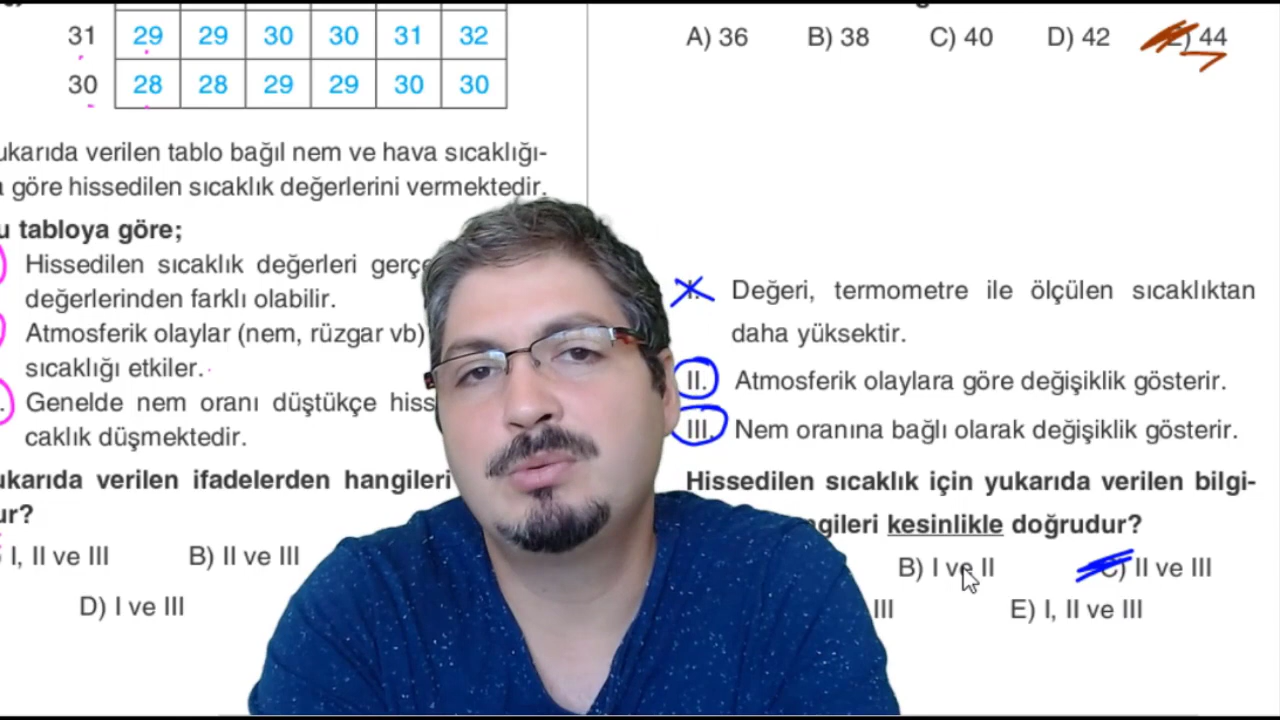 31 29 29 30 30 31 32
30 28 28 29 29 30 30
ukarıda verilen tablo bağıl nem ve hava sıcaklığı-
a göre hissedilen sıcaklık değerlerini vermektedir.
u tabloya göre;
Hissedilen sıcaklık değerleri gerçe
değerlerinden farklı olabilir.
Atmosferik olaylar (nem, rüzgar vb)
sıcaklığı etkiler.
Genelde nem oranı düştükçe hiss
caklık düşmektedir.
ukarıda verilen ifadelerden hangileri
ur?
I, II ve III B) II ve III
D) I ve III
A) 36 B) 38 C) 40 D) 42 E) 44
I. Değeri, termometre ile ölçülen sıcaklıktan
daha yüksektir.
II. Atmosferik olaylara göre değişiklik gösterir.
III. Nem oranına bağlı olarak değişiklik gösterir.
Hissedilen sıcaklık için yukarıda verilen bilgi-
ngileri kesinlikle doğrudur?
B) I ve II C) II ve III
III E) I, II ve III